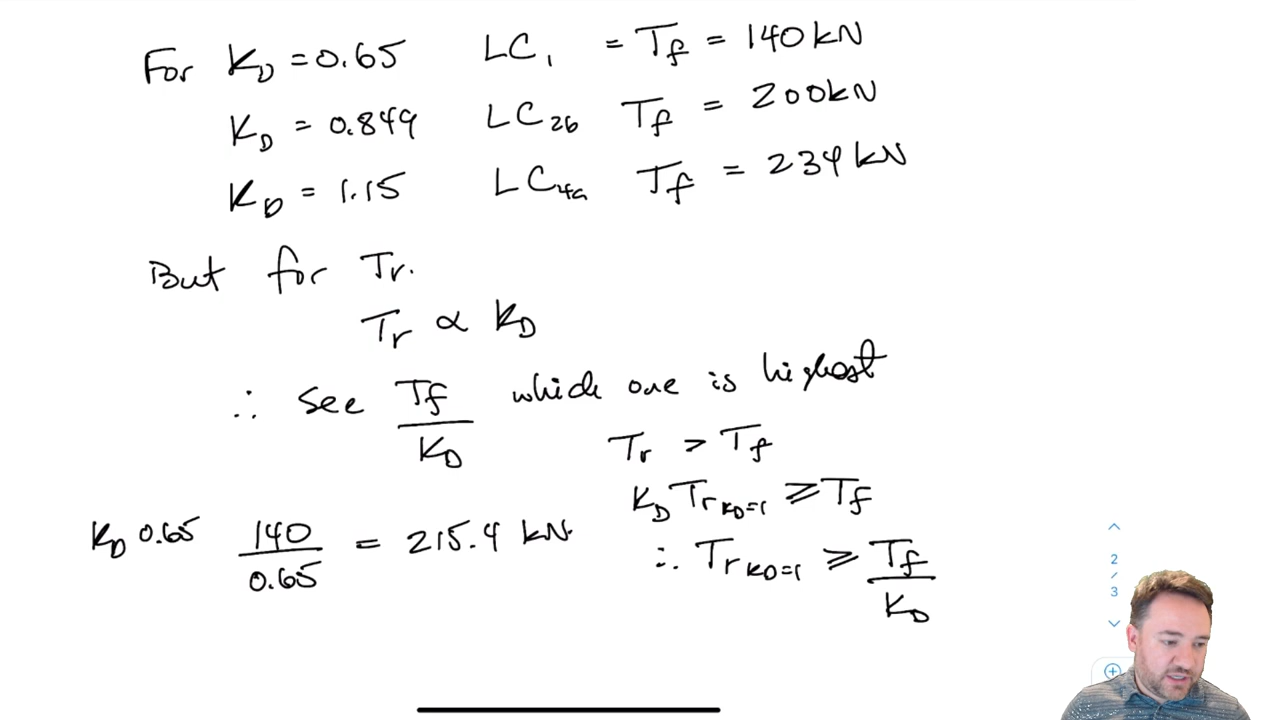 For K_D = 0.65 LC_1 = T_f = 140 kN
K_D = 0.849 LC_2b T_f = 200 kN
K_D = 1.15 LC_4a T_f = 234 kN
But for Tr.
Tr ∝ K_D
∴ see T_f / K_D which one is highest
Tr > T_f
K_D Tr_KD=1 ⩾ T_f
K_D 0.65 140 / 0.65 = 215.4 kN.
∴ Tr_KD=1 ⩾ T_f / K_D
2
/
3